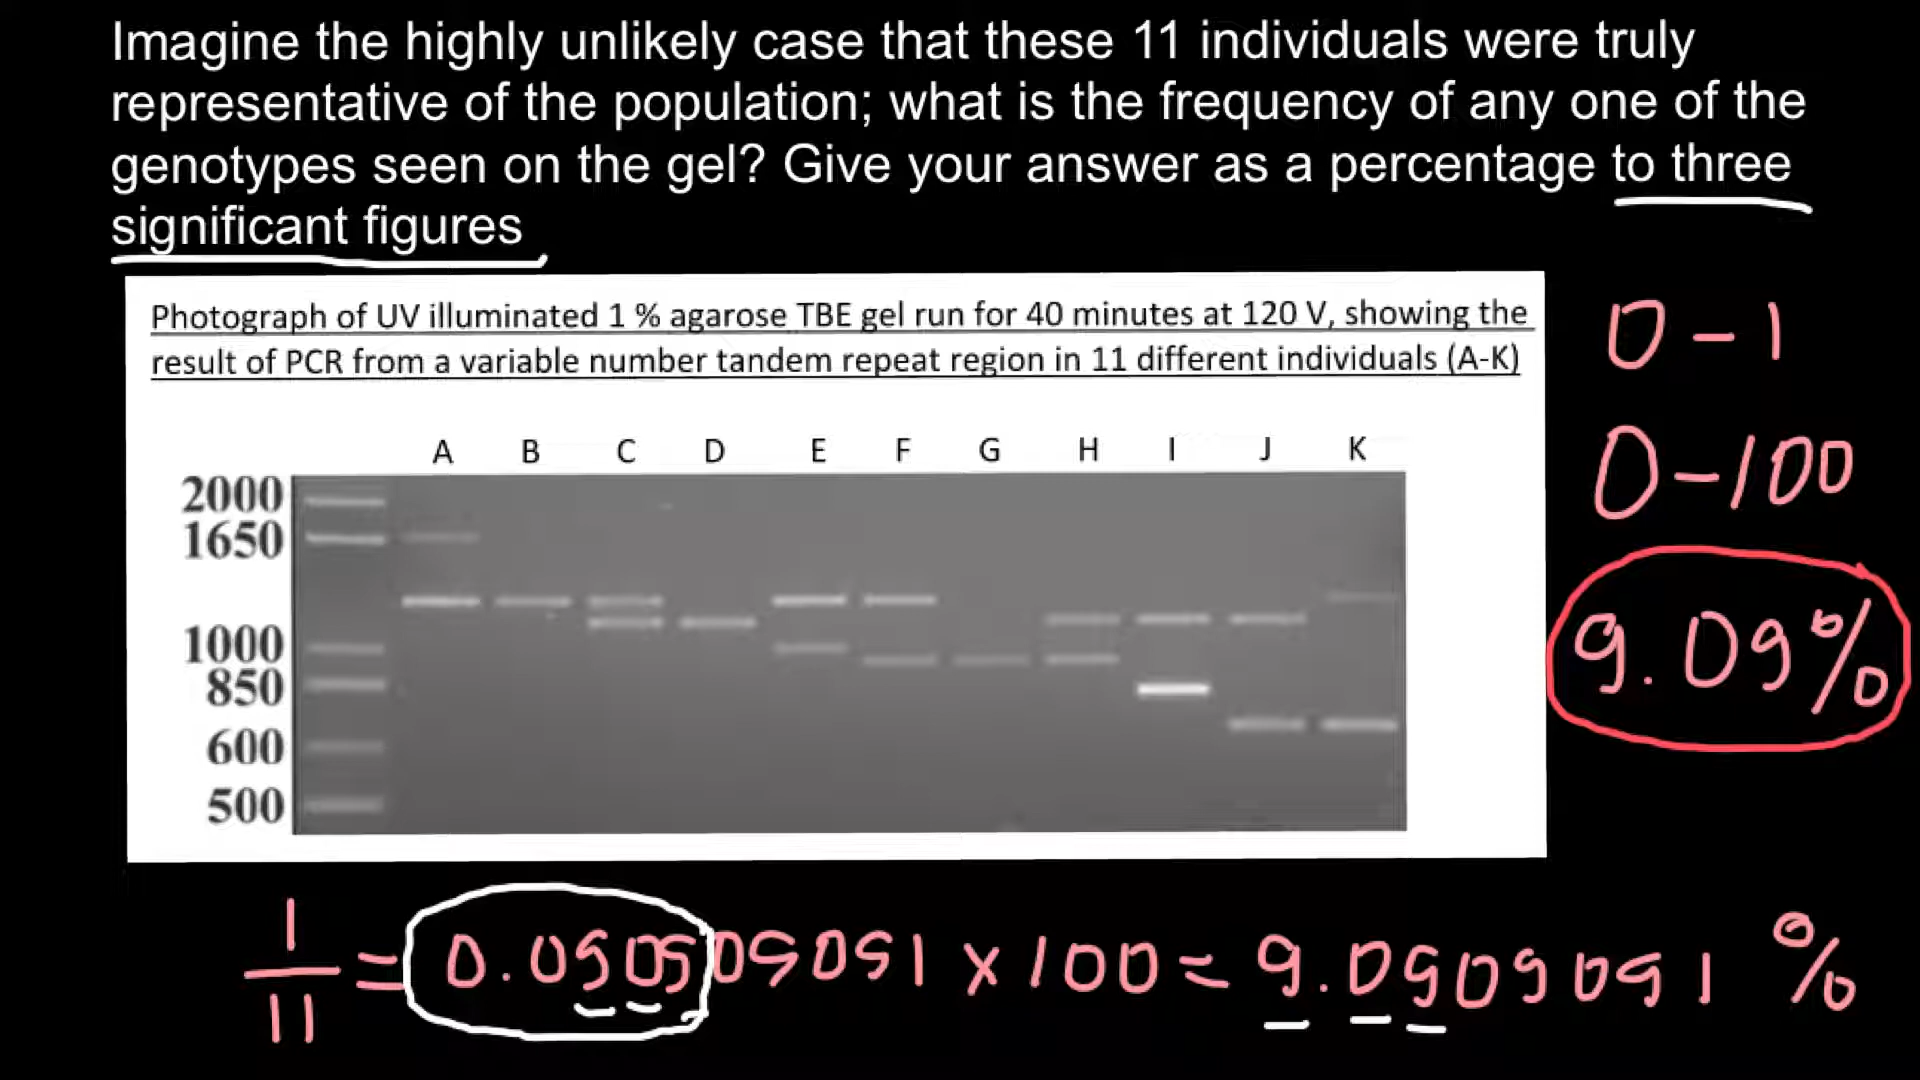 Imagine the highly unlikely case that these 11 individuals were truly
representative of the population; what is the frequency of any one of the
genotypes seen on the gel? Give your answer as a percentage to three
significant figures
Photograph of UV illuminated 1 % agarose TBE gel run for 40 minutes at 120 V, showing the
result of PCR from a variable number tandem repeat region in 11 different individuals (A-K)
A B C D E F G H I J K
2000
1650
1000
850
600
500
0-1
0-100
9.09%
1
11
= 0.090909091 x 100 = 9.0909091 %